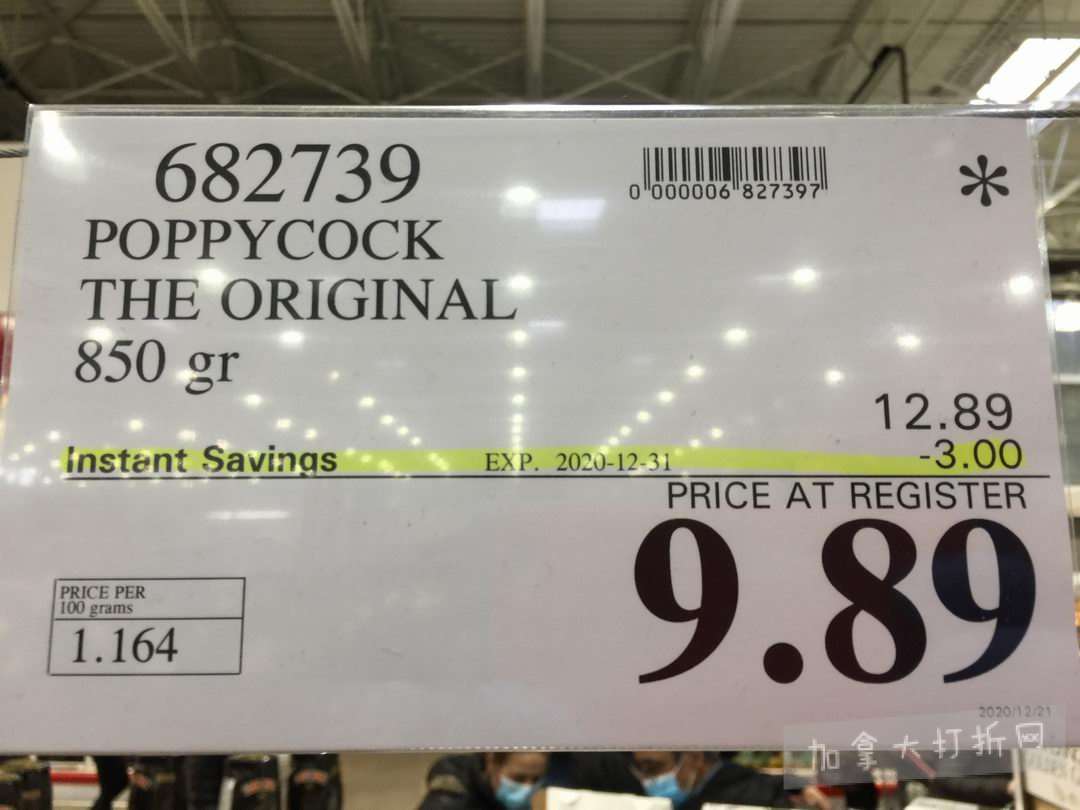 682739
0 000006 827397
*
POPPYCOCK
THE ORIGINAL
850 gr
12.89
Instant Savings EXP. 2020-12-31 -3.00
PRICE AT REGISTER
9.89
PRICE PER
100 grams
1.164
2020/12/21
加拿大打折网